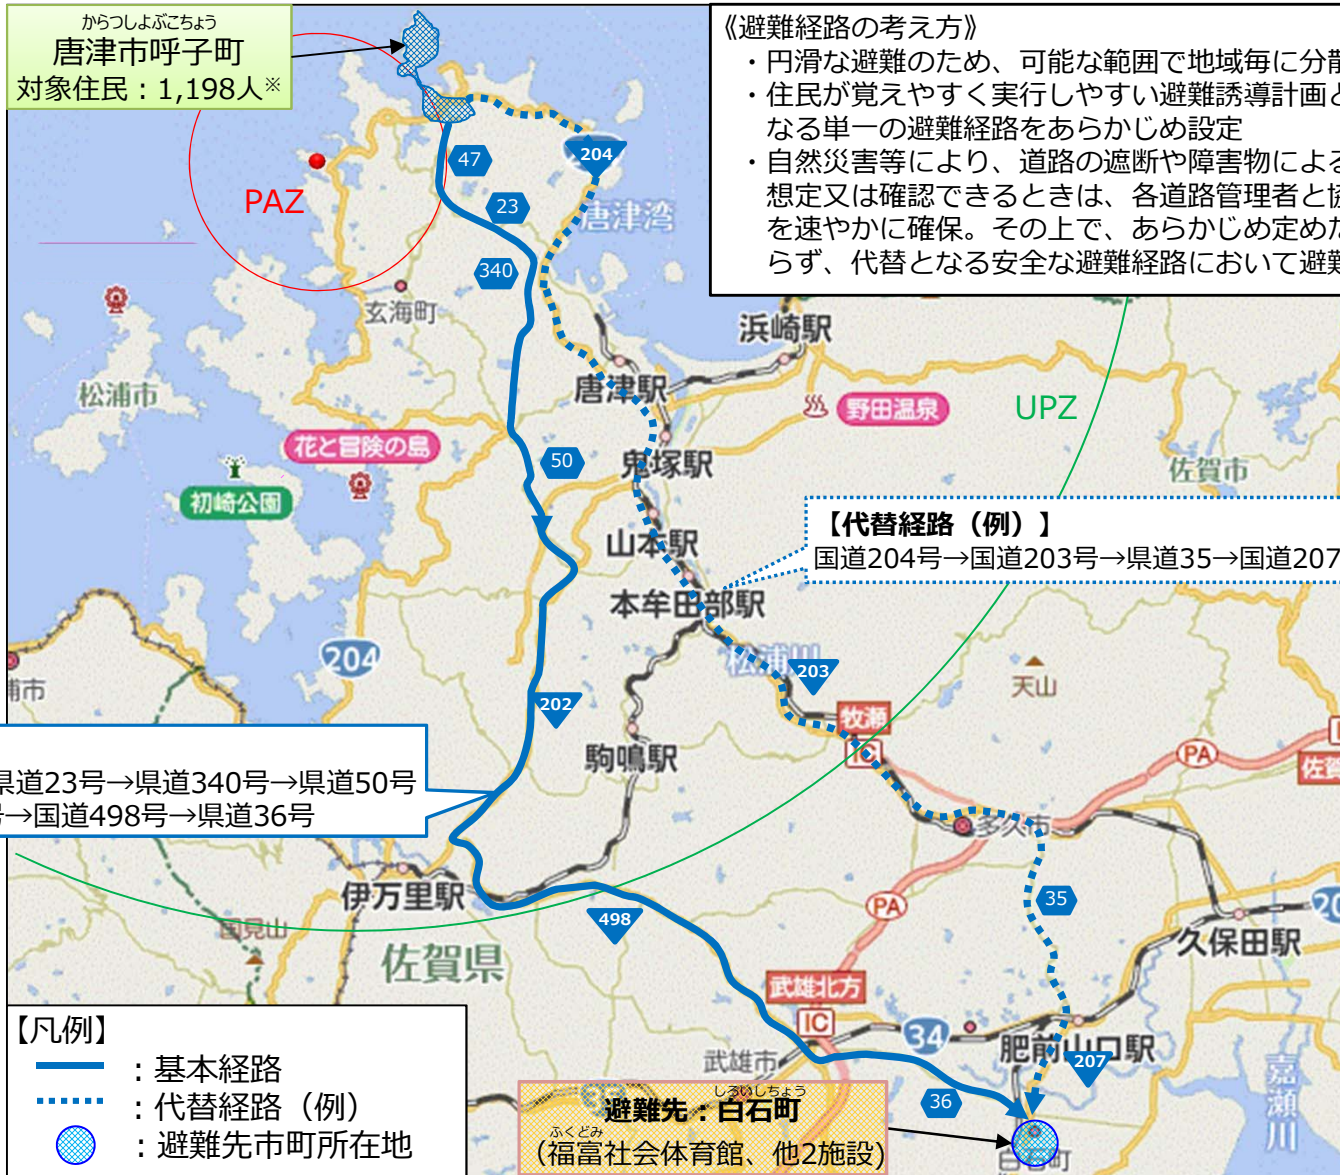 からつしよぶこちょう
唐津市呼子町
対象住民：1,198人※
《避難経路の考え方》
・円滑な避難のため、可能な範囲で地域毎に分散
・住民が覚えやすく実行しやすい避難誘導計画と
なる単一の避難経路をあらかじめ設定
・自然災害等により、道路の遮断や障害物による
想定又は確認できるときは、各道路管理者と協
を速やかに確保。その上で、あらかじめ定めた
らず、代替となる安全な避難経路において避難
47
204
23
唐津湾
PAZ
340
玄海町
浜崎駅
唐津駅
松浦市
野田温泉
UPZ
花と冒険の島
50
鬼塚駅
佐賀市
初崎公園
【代替経路（例）】
国道204号→国道203号→県道35→国道207
山本駅
本牟田部駅
204
松浦川
203
天山
浦市
202
牧瀬
IC
駒鳴駅
PA
佐賀
県道23号→県道340号→県道50号
号→国道498号→県道36号
多久市
伊万里駅
35
PA
20
498
国見山
久保田駅
佐賀県
武雄北方
IC
34
肥前山口駅
武雄市
207
嘉瀬川
【凡例】
：基本経路
：代替経路（例）
：避難先市町所在地
しろいしちょう
避難先：白石町
ふくどみ
（福富社会体育館、他2施設）
36
白石町